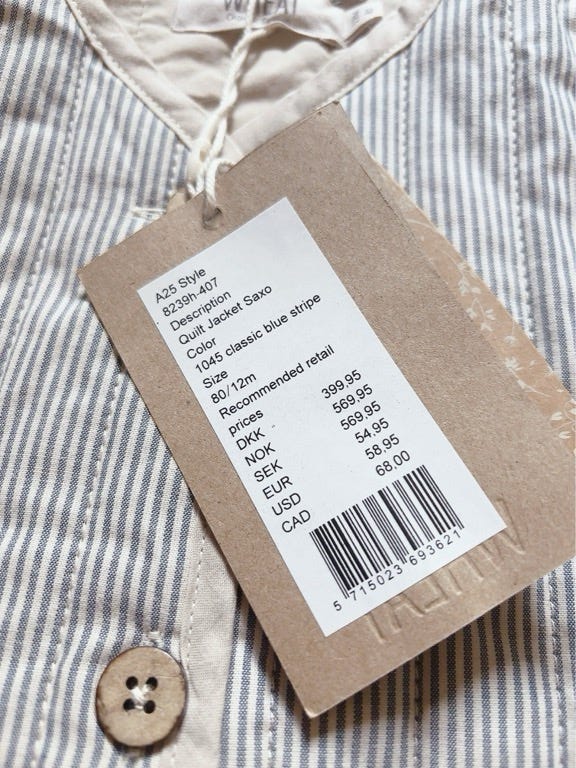 WHEAT
A25 Style
8239h-407
Description
Quilt Jacket Saxo
Color
1045 classic blue stripe
Size
80/12m
Recommended retail
prices
DKK 399,95
NOK 569,95
SEK 569,95
EUR 54,95
USD 58,95
CAD 68,00
5 715023 693621
WHEAT